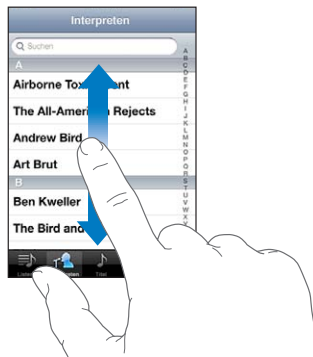 Interpreten
Suchen
A
Airborne Tox
The All-American Rejects
Andrew Bird
Art Brut
B
Ben Kweller
The Bird and
Titel
A
B
C
D
E
F
G
H
I
J
K
L
M
N
O
P
Q
R
S
T
U
V
W
X